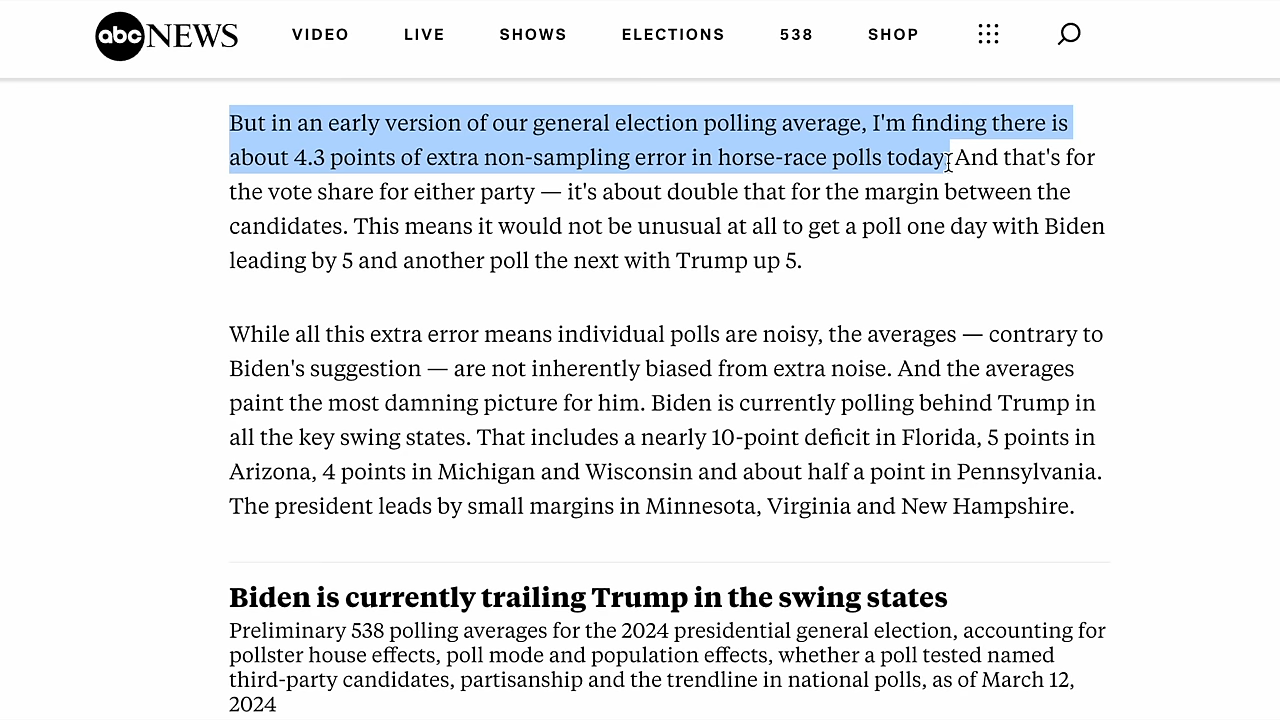 abc NEWS VIDEO LIVE SHOWS ELECTIONS 538 SHOP
But in an early version of our general election polling average, I'm finding there is
about 4.3 points of extra non-sampling error in horse-race polls today. And that's for
the vote share for either party — it's about double that for the margin between the
candidates. This means it would not be unusual at all to get a poll one day with Biden
leading by 5 and another poll the next with Trump up 5.
While all this extra error means individual polls are noisy, the averages — contrary to
Biden's suggestion — are not inherently biased from extra noise. And the averages
paint the most damning picture for him. Biden is currently polling behind Trump in
all the key swing states. That includes a nearly 10-point deficit in Florida, 5 points in
Arizona, 4 points in Michigan and Wisconsin and about half a point in Pennsylvania.
The president leads by small margins in Minnesota, Virginia and New Hampshire.
Biden is currently trailing Trump in the swing states
Preliminary 538 polling averages for the 2024 presidential general election, accounting for
pollster house effects, poll mode and population effects, whether a poll tested named
third-party candidates, partisanship and the trendline in national polls, as of March 12,
2024